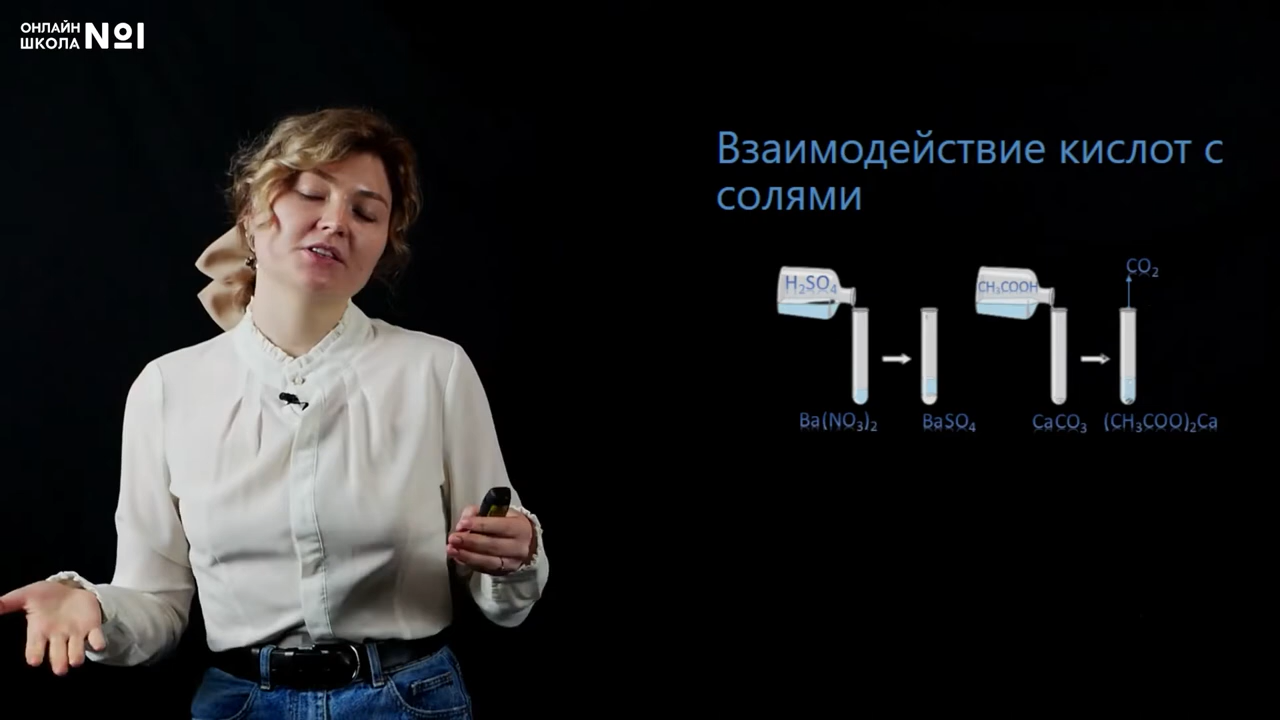 ОНЛАЙН
ШКОЛА №1
Взаимодействие кислот с
солями
H₂SO₄
CH₃COOH
CO₂
Ba(NO₃)₂
BaSO₄
CaCO₃
(CH₃COO)₂Ca